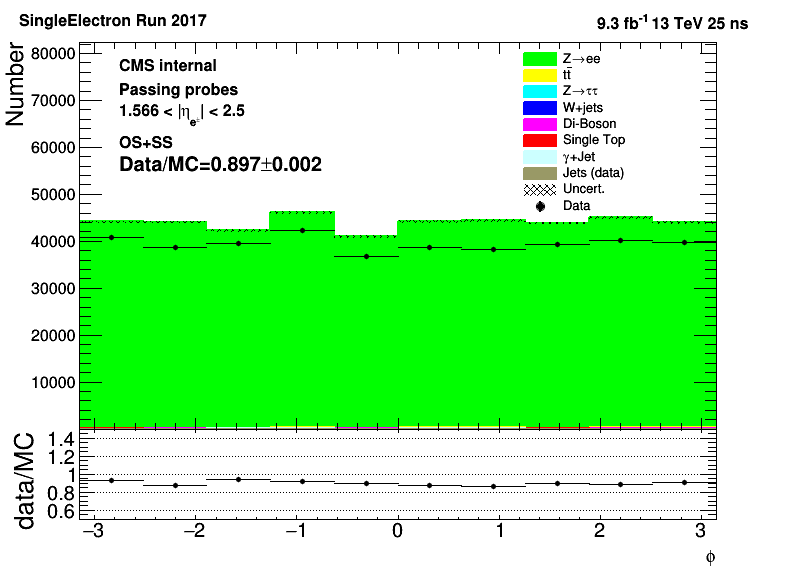 SingleElectron Run 2017
9.3 fb⁻¹ 13 TeV 25 ns
Number
80000
70000
60000
50000
40000
30000
20000
10000
CMS internal
Passing probes
1.566 < |η_e±| < 2.5
OS+SS
Data/MC=0.897±0.002
Z→ee
tt̄
Z→ττ
W+jets
Di-Boson
Single Top
γ+Jet
Jets (data)
Uncert.
Data
data/MC
1.4
1.2
1
0.8
0.6
−3 −2 −1 0 1 2 3
ϕ